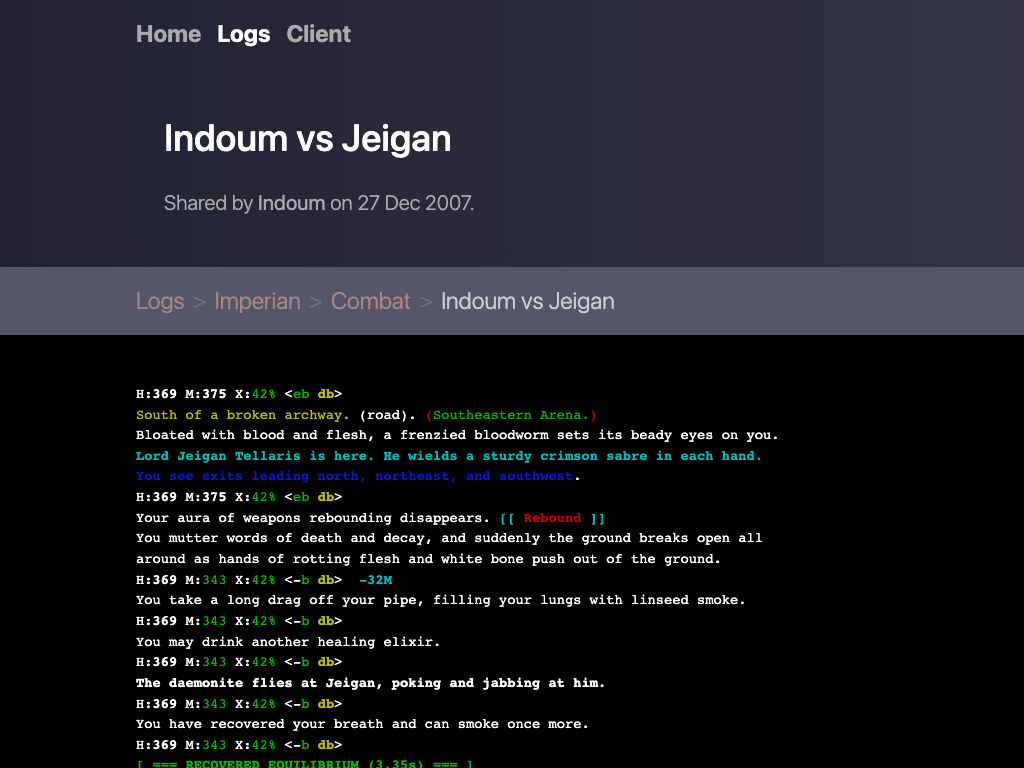 Home Logs Client
Indoum vs Jeigan
Shared by Indoum on 27 Dec 2007.
Logs > Imperian > Combat > Indoum vs Jeigan
H:369 M:375 X:42% <eb db>
South of a broken archway. (road). (Southeastern Arena.)
Bloated with blood and flesh, a frenzied bloodworm sets its beady eyes on you.
Lord Jeigan Tellaris is here. He wields a sturdy crimson sabre in each hand.
You see exits leading north, northeast, and southwest.
H:369 M:375 X:42% <eb db>
Your aura of weapons rebounding disappears. [[ Rebound ]]
You mutter words of death and decay, and suddenly the ground breaks open all
around as hands of rotting flesh and white bone push out of the ground.
H:369 M:343 X:42% <-b db>  -32M
You take a long drag off your pipe, filling your lungs with linseed smoke.
H:369 M:343 X:42% <-b db>
You may drink another healing elixir.
H:369 M:343 X:42% <-b db>
The daemonite flies at Jeigan, poking and jabbing at him.
H:369 M:343 X:42% <-b db>
You have recovered your breath and can smoke once more.
H:369 M:343 X:42% <-b db>
[ === RECOVERED EQUILIBRIUM (3.35s) === ]